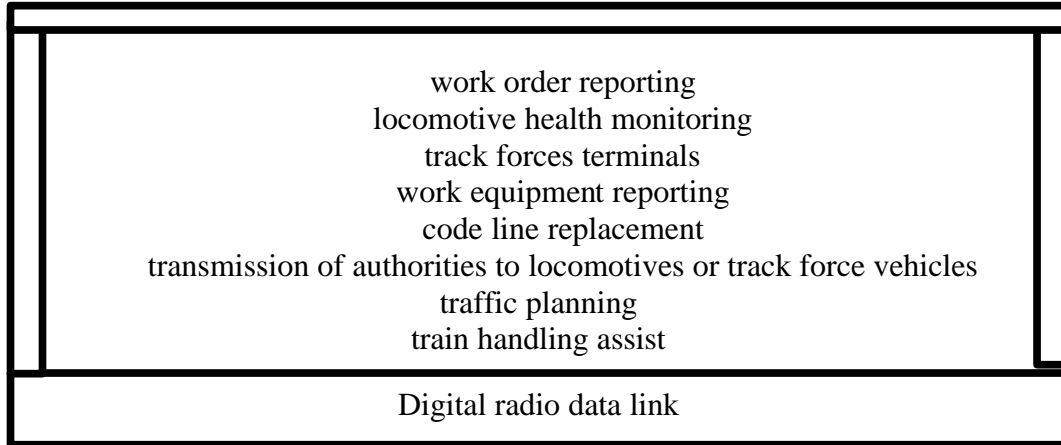 work order reporting
locomotive health monitoring
track forces terminals
work equipment reporting
code line replacement
transmission of authorities to locomotives or track force vehicles
traffic planning
train handling assist
Digital radio data link